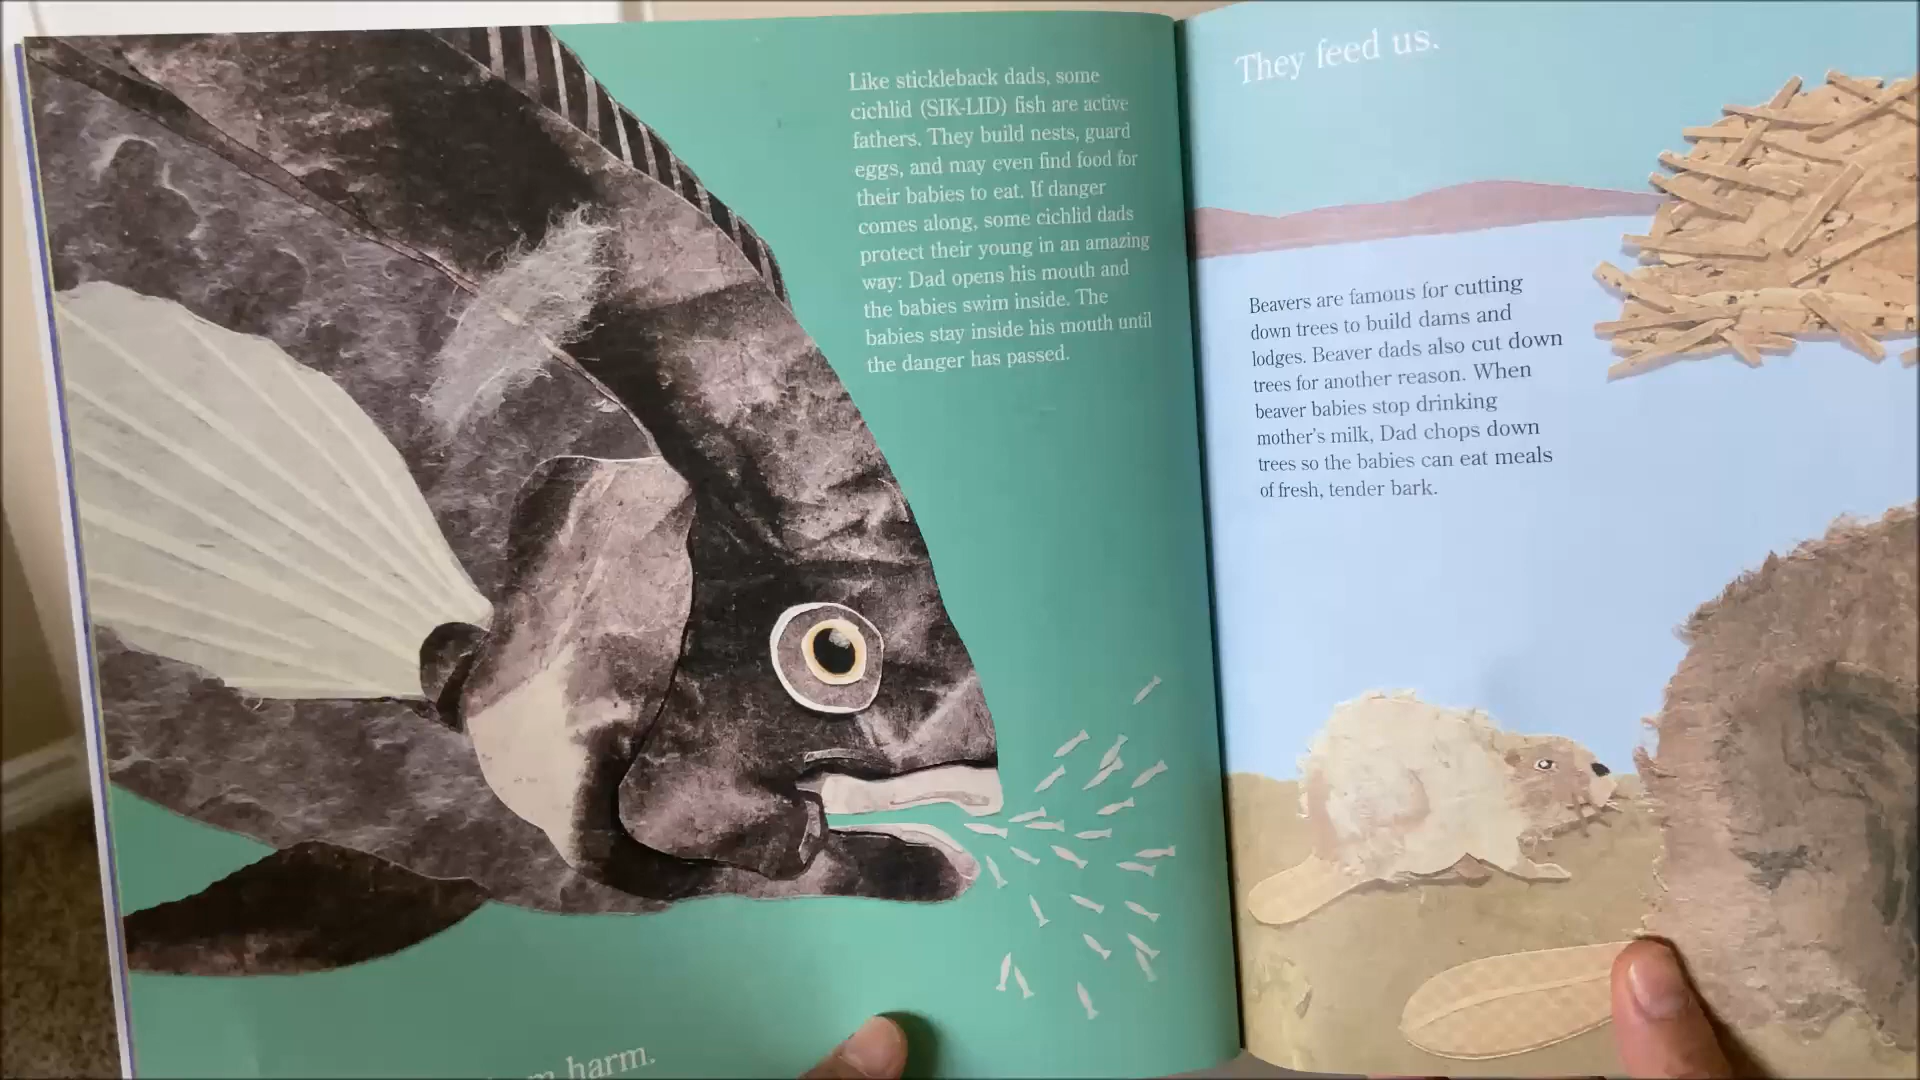 Like stickleback dads, some
cichlid (SIK-LID) fish are active
fathers. They build nests, guard
eggs, and may even find food for
their babies to eat. If danger
comes along, some cichlid dads
protect their young in an amazing
way: Dad opens his mouth and
the babies swim inside. The
babies stay inside his mouth until
the danger has passed.
harm.
They feed us.
Beavers are famous for cutting
down trees to build dams and
lodges. Beaver dads also cut down
trees for another reason. When
beaver babies stop drinking
mother's milk, Dad chops down
trees so the babies can eat meals
of fresh, tender bark.